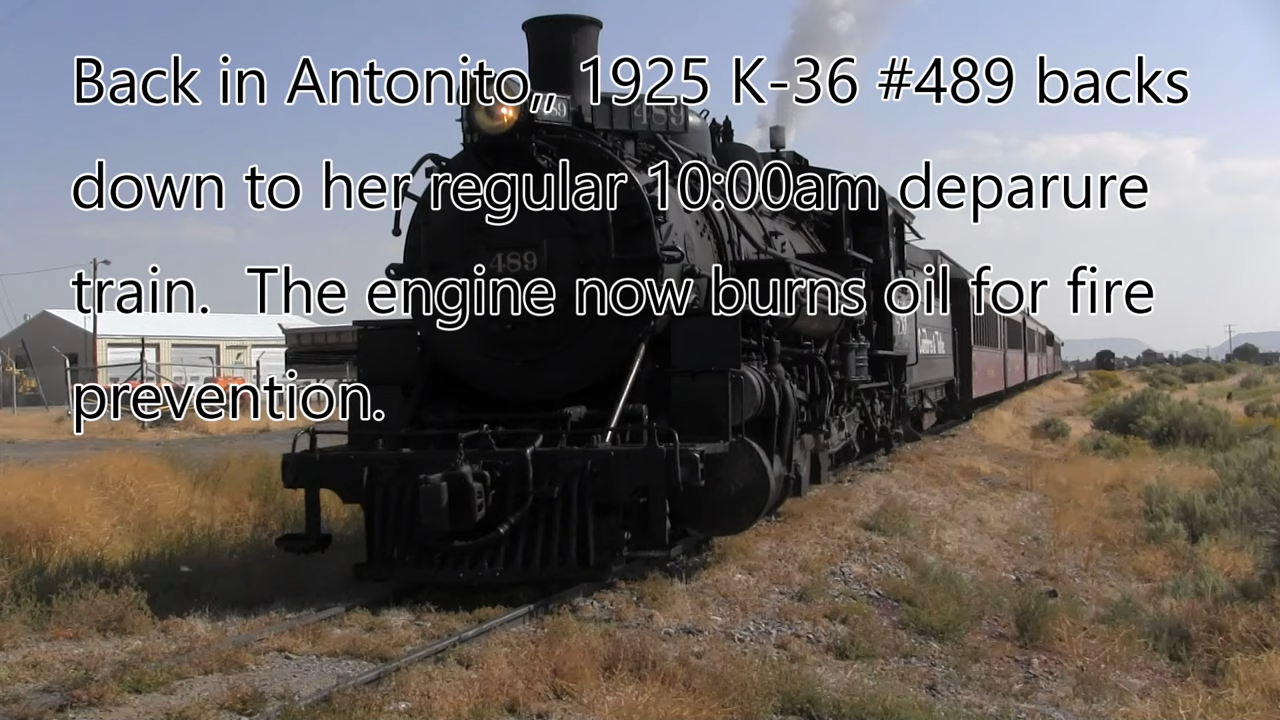 Back in Antonito,, 1925 K-36 #489 backs
down to her regular 10:00am deparure
train. The engine now burns oil for fire
prevention.
489
489
489